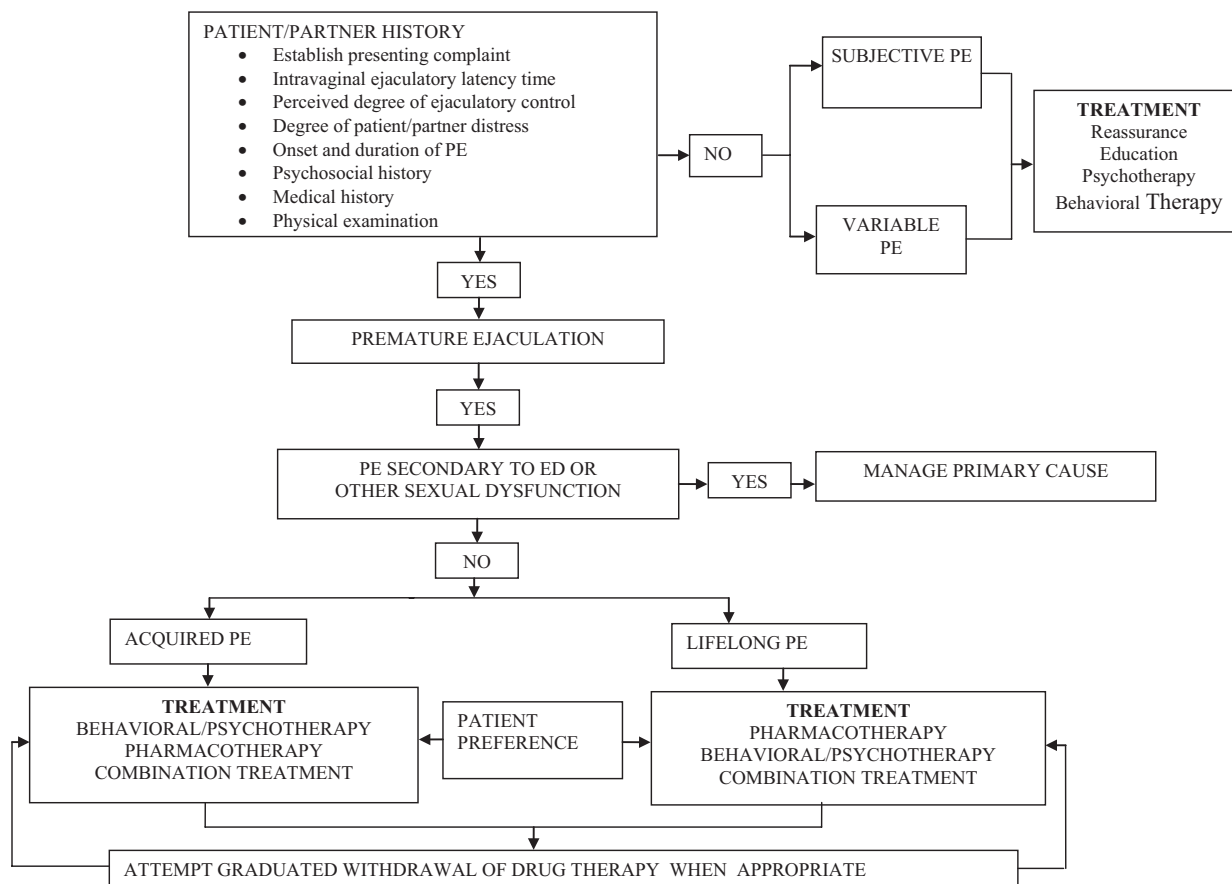 PATIENT/PARTNER HISTORY
• Establish presenting complaint
• Intravaginal ejaculatory latency time
• Perceived degree of ejaculatory control
• Degree of patient/partner distress
• Onset and duration of PE
• Psychosocial history
• Medical history
• Physical examination
NO
SUBJECTIVE PE
VARIABLE
PE
TREATMENT
Reassurance
Education
Psychotherapy
Behavioral Therapy
YES
PREMATURE EJACULATION
YES
PE SECONDARY TO ED OR
OTHER SEXUAL DYSFUNCTION
YES
MANAGE PRIMARY CAUSE
NO
ACQUIRED PE
LIFELONG PE
TREATMENT
BEHAVIORAL/PSYCHOTHERAPY
PHARMACOTHERAPY
COMBINATION TREATMENT
PATIENT
PREFERENCE
TREATMENT
PHARMACOTHERAPY
BEHAVIORAL/PSYCHOTHERAPY
COMBINATION TREATMENT
ATTEMPT GRADUATED WITHDRAWAL OF DRUG THERAPY WHEN APPROPRIATE